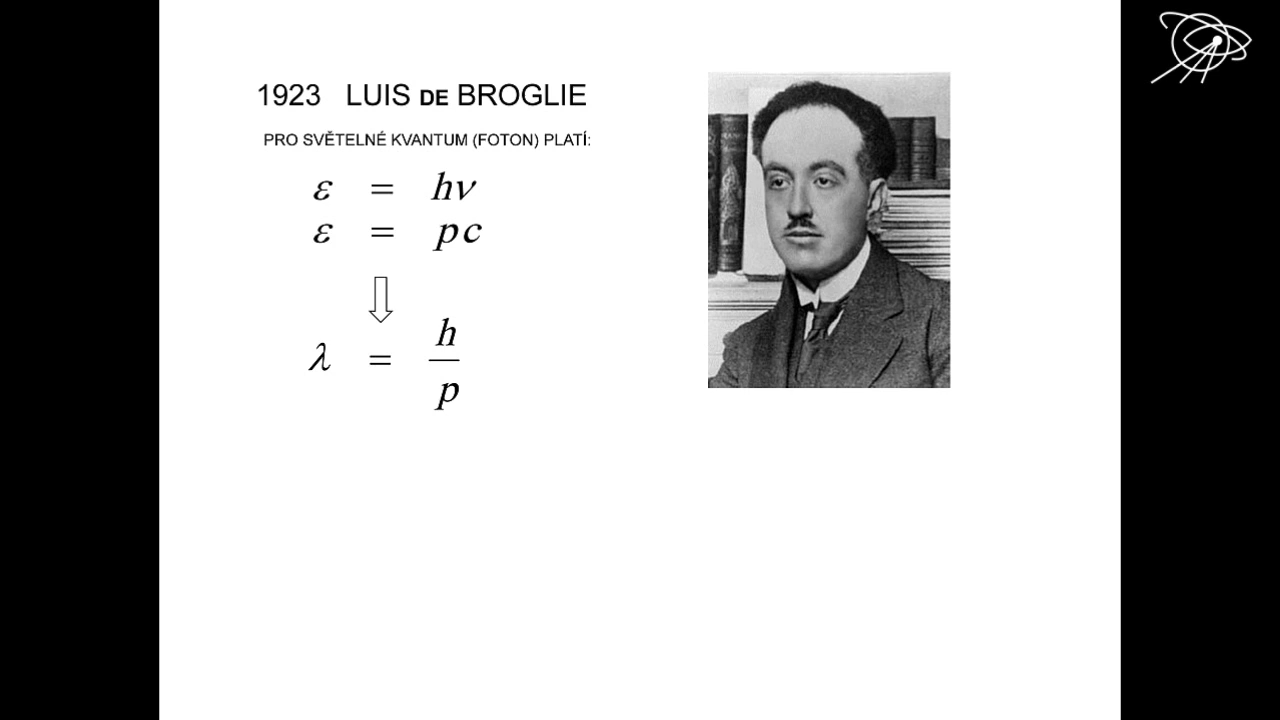 1923 LUIS DE BROGLIE
PRO SVĚTELNÉ KVANTUM (FOTON) PLATÍ:
ε = hν
ε = pc
λ = h/p